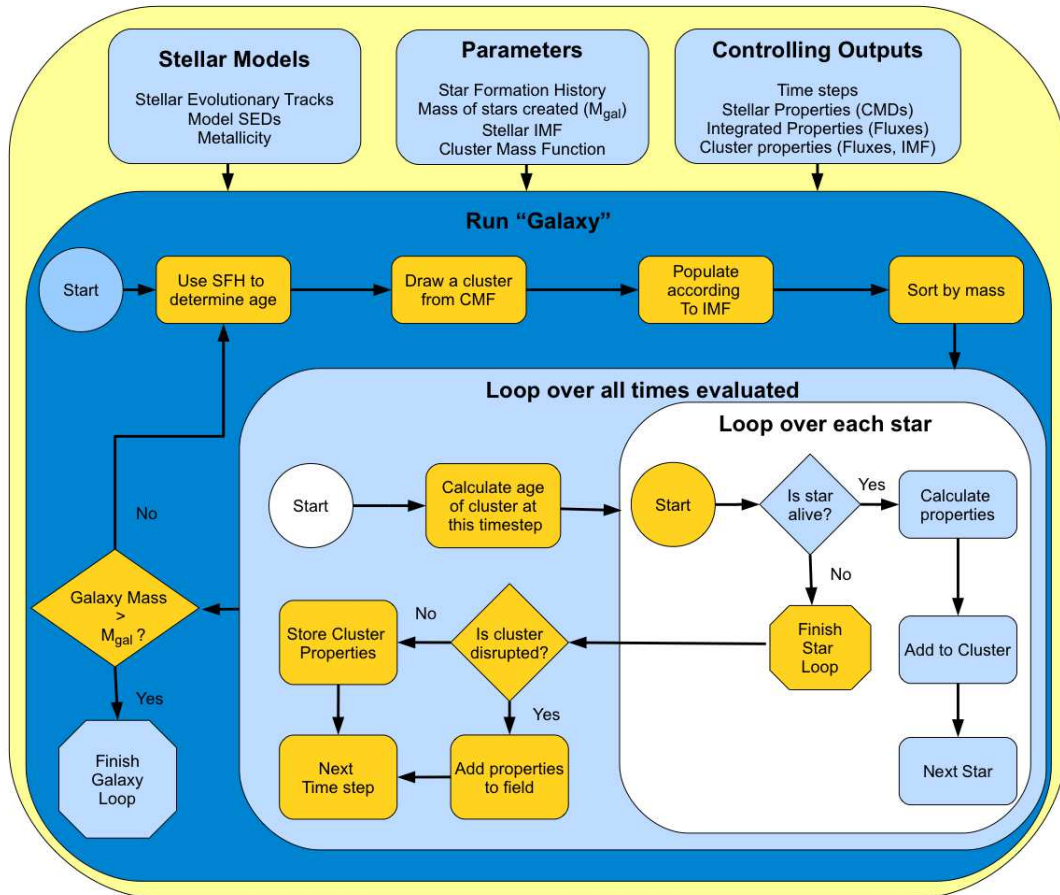 Stellar Models
Stellar Evolutionary Tracks
Model SEDs
Metallicity
Parameters
Star Formation History
Mass of stars created (Mgal)
Stellar IMF
Cluster Mass Function
Controlling Outputs
Time steps
Stellar Properties (CMDs)
Integrated Properties (Fluxes)
Cluster properties (Fluxes, IMF)
Run “Galaxy”
Start
Use SFH to
determine age
Draw a cluster
from CMF
Populate
according
To IMF
Sort by mass
Loop over all times evaluated
Start
Calculate age
of cluster at
this timestep
Loop over each star
Start
Is star
alive?
Yes
Calculate
properties
No
Add to Cluster
Next Star
Finish
Star
Loop
Is cluster
disrupted?
No
Store Cluster
Properties
Yes
Add properties
to field
Next
Time step
Galaxy Mass
>
Mgal ?
No
Yes
Finish
Galaxy
Loop